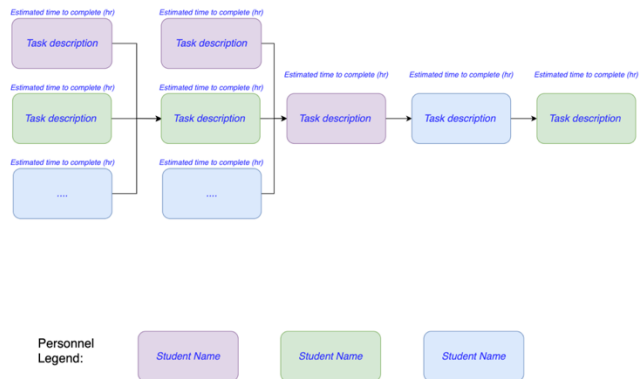 Estimated time to complete (hr)
Estimated time to complete (hr)
Task description
Task description
Estimated time to complete (hr)
Estimated time to complete (hr)
Estimated time to complete (hr)
Estimated time to complete (hr)
Estimated time to complete (hr)
Task description
Task description
Task description
Task description
Task description
Estimated time to complete (hr)
Estimated time to complete (hr)
....
....
Personnel
Legend:
Student Name
Student Name
Student Name